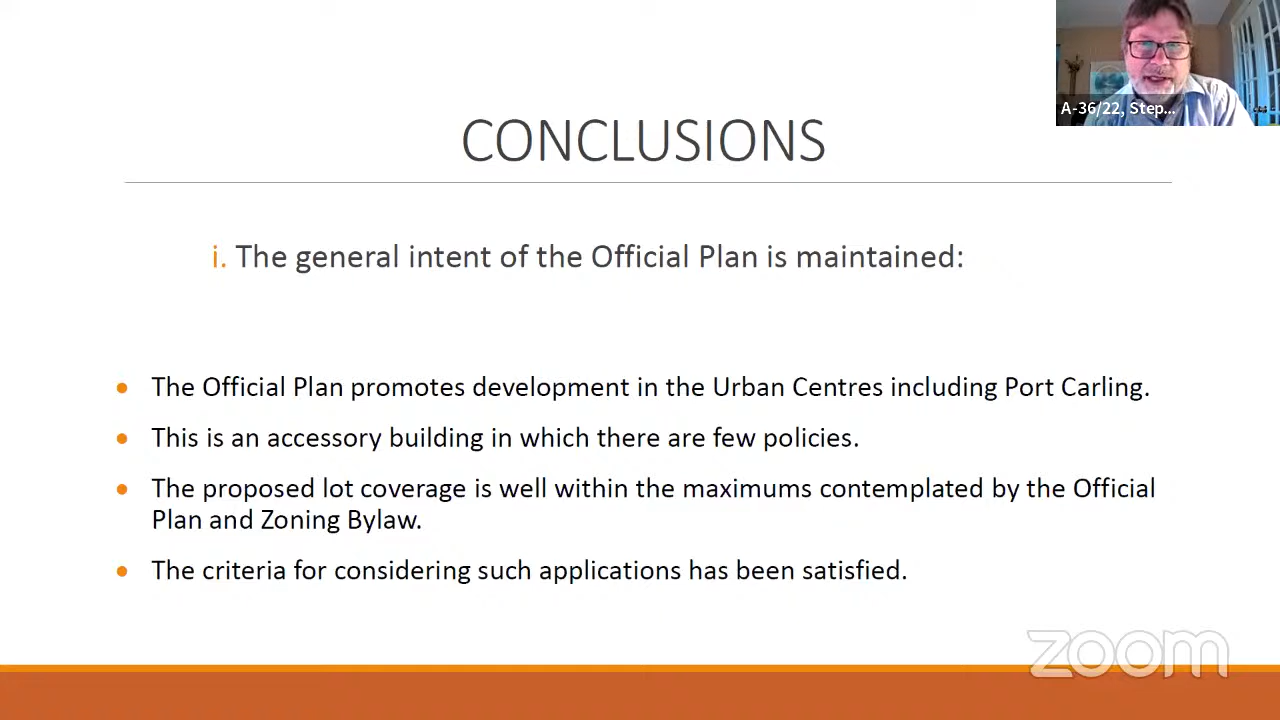 A-36/22, Step...
CONCLUSIONS
i. The general intent of the Official Plan is maintained:
• The Official Plan promotes development in the Urban Centres including Port Carling.
• This is an accessory building in which there are few policies.
• The proposed lot coverage is well within the maximums contemplated by the Official
Plan and Zoning Bylaw.
• The criteria for considering such applications has been satisfied.
zoom